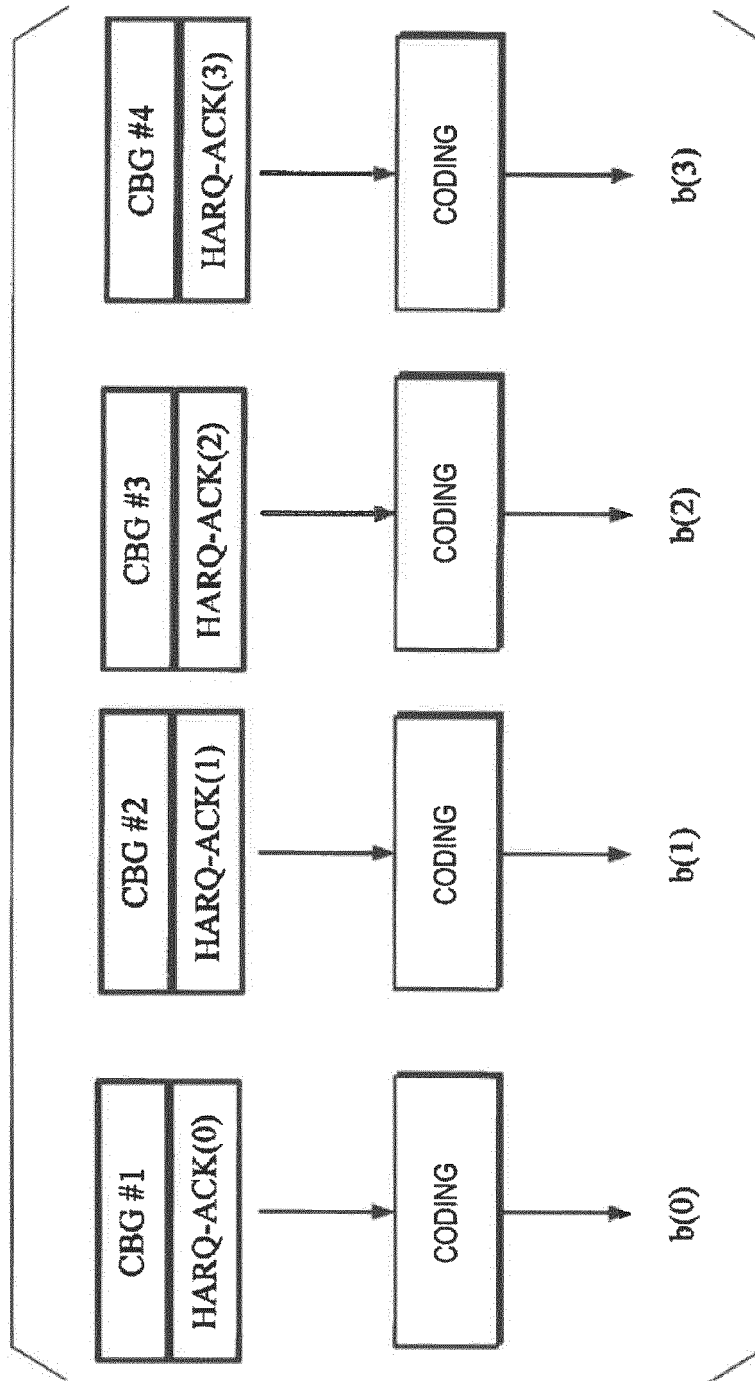 CBG #1
HARQ-ACK(0)
CODING
b(0)
CBG #2
HARQ-ACK(1)
CODING
b(1)
CBG #3
HARQ-ACK(2)
CODING
b(2)
CBG #4
HARQ-ACK(3)
CODING
b(3)